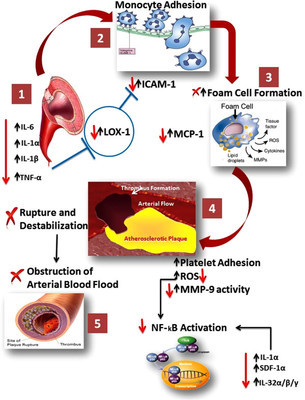 Monocyte Adhesion
2
1
↑ICAM-1
3
↑Foam Cell Formation
Foam Cell
Tissue
factor
ROS
Cytokines
MMPs
Lipid
droplets
↑IL-6
↑IL-1α
↑IL-1β
↑TNF-α
↑LOX-1
↑MCP-1
4
Thrombus Formation
Arterial Flow
Atherosclerotic Plaque
Rupture and
Destabilization
↑Platelet Adhesion
↑ROS
↑MMP-9 activity
Obstruction of
Arterial Blood Flood
5
Site of
Plaque Rupture
Thrombus
NF-kB Activation
↑IL-1α
↑SDF-1α
↑IL-32α/β/γ